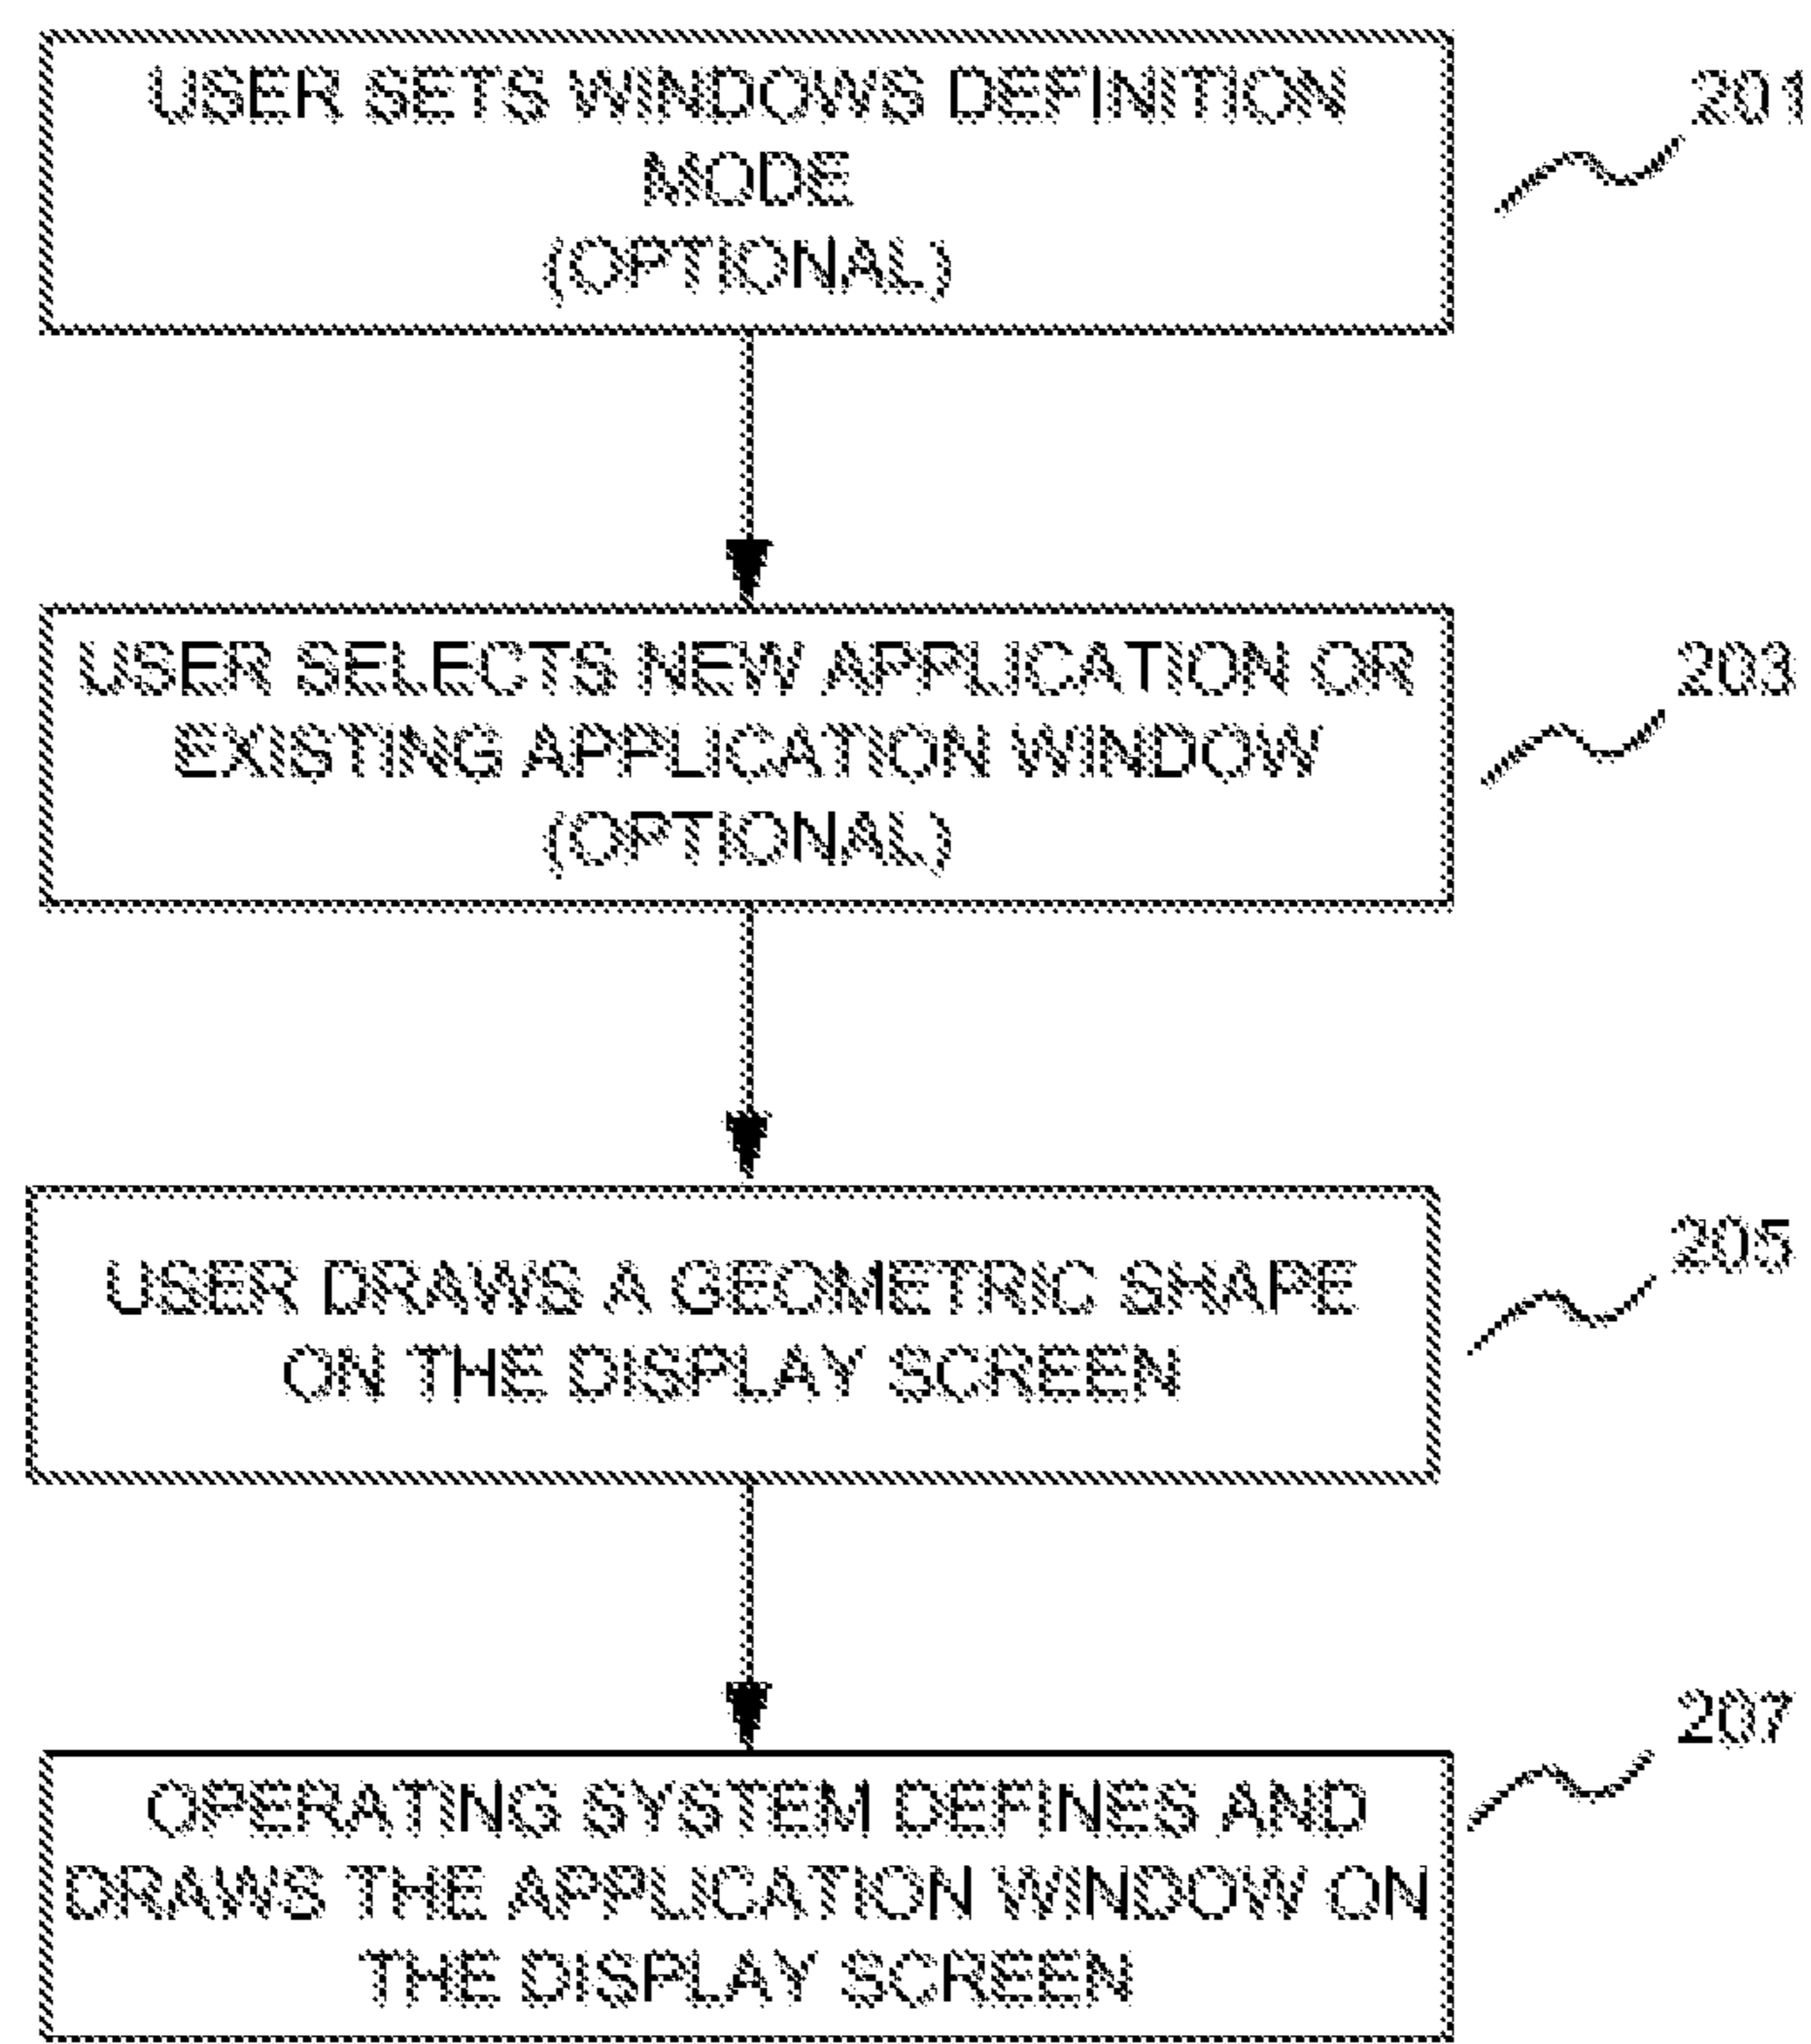 USER SETS WINDOWS DEFINITION
MODE
(OPTIONAL)
201
USER SELECTS NEW APPLICATION OR
EXISTING APPLICATION WINDOW
(OPTIONAL)
203
USER DRAWS A GEOMETRIC SHAPE
ON THE DISPLAY SCREEN
205
OPERATING SYSTEM DEFINES AND
DRAWS THE APPLICATION WINDOW ON
THE DISPLAY SCREEN
207